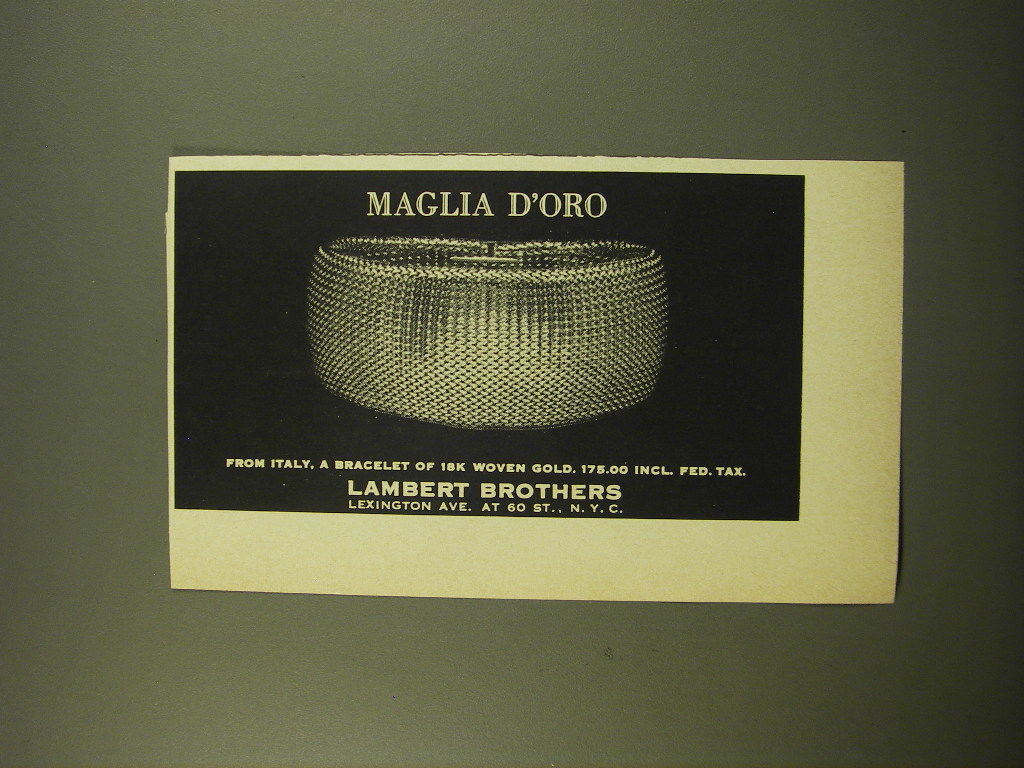 MAGLIA D'ORO
FROM ITALY, A BRACELET OF 18K WOVEN GOLD. 175.00 INCL. FED. TAX.
LAMBERT BROTHERS
LEXINGTON AVE. AT 60 ST., N.Y.C.